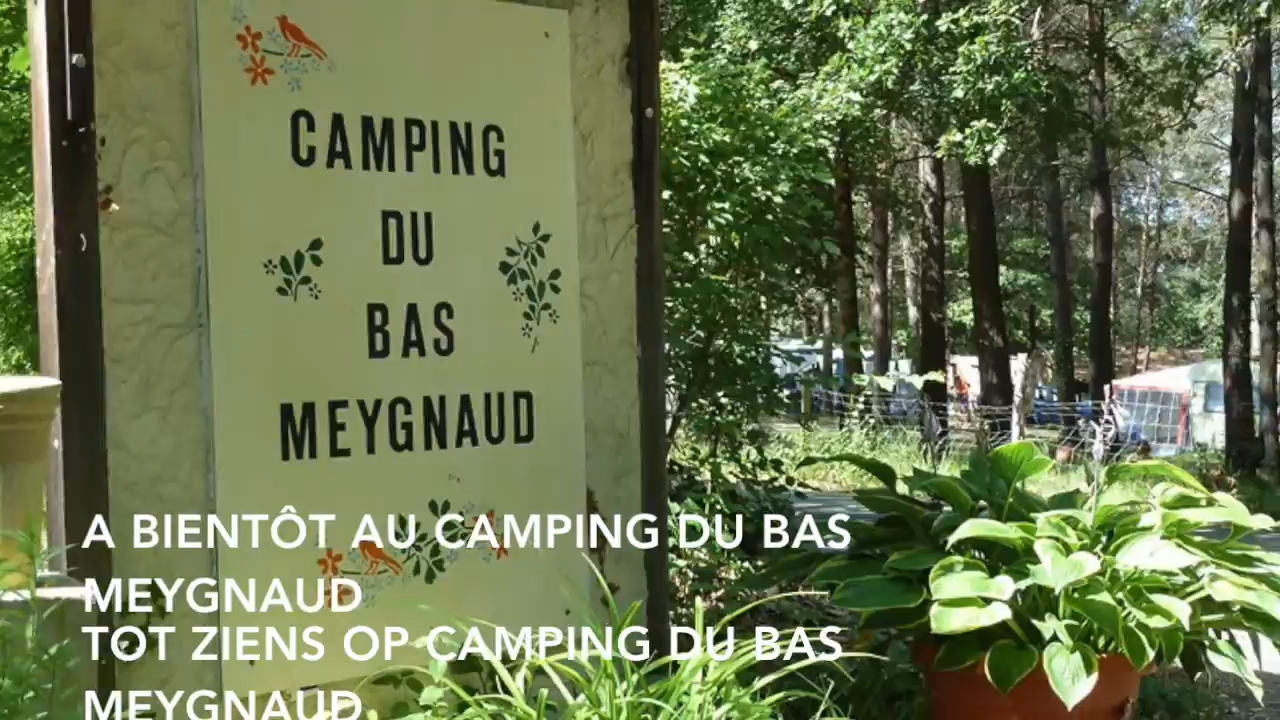 CAMPING
DU
BAS
MEYGNAUD
A BIENTÔT AU CAMPING DU BAS
MEYGNAUD
TOT ZIENS OP CAMPING DU BAS
MEYGNAUD